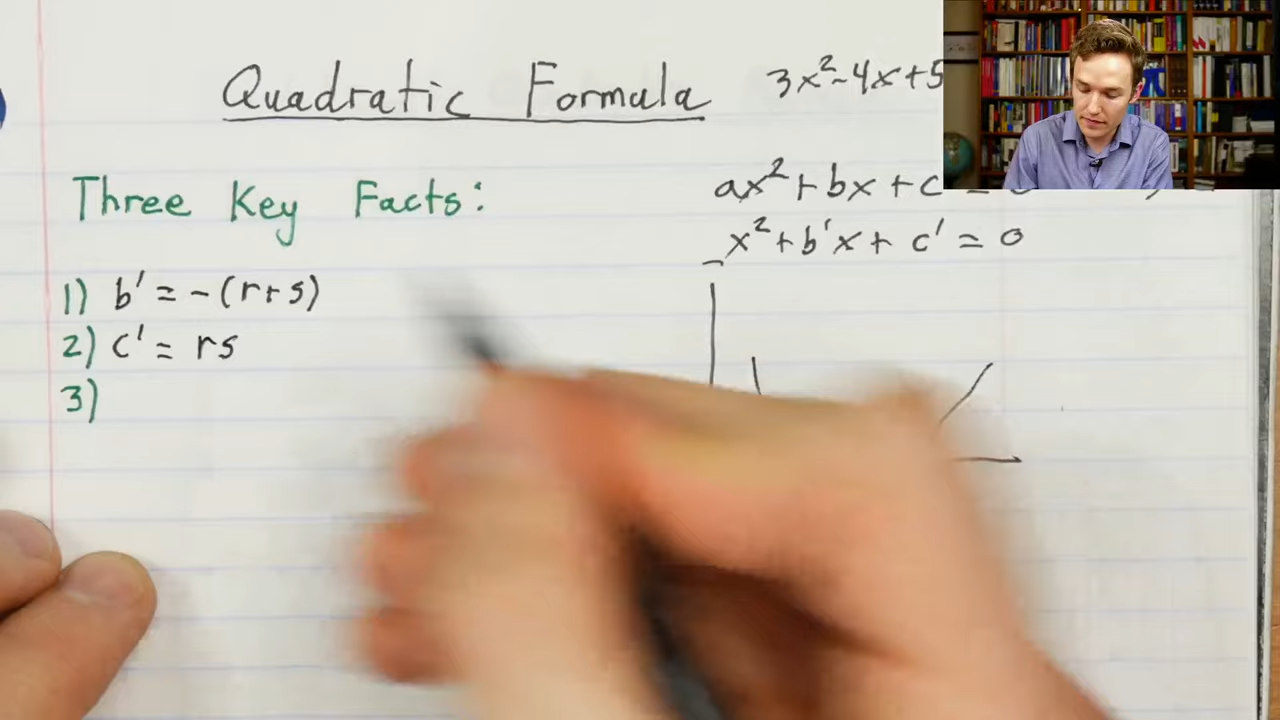 Quadratic Formula
3x²-4x+5
Three Key Facts:
ax²+bx+c
x²+b'x+c'=0
1) b'=-(r+s)
2) c'=rs
3)